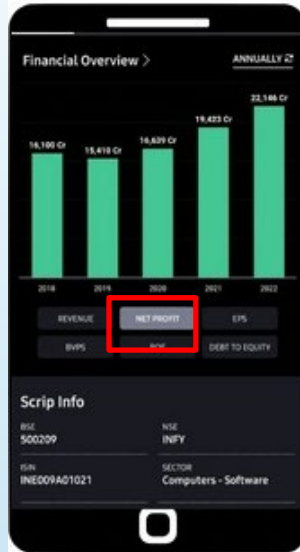 Financial Overview >
ANNUALLY
22,146 Cr
19,423 Cr
16,100 Cr
15,410 Cr
16,639 Cr
2018 2019 2020 2021 2022
REVENUE NET PROFIT EPS
BVPS ROE DEBT TO EQUITY
Scrip Info
BSE NSE
500209 INFY
ISIN SECTOR
INE009A01021 Computers - Software